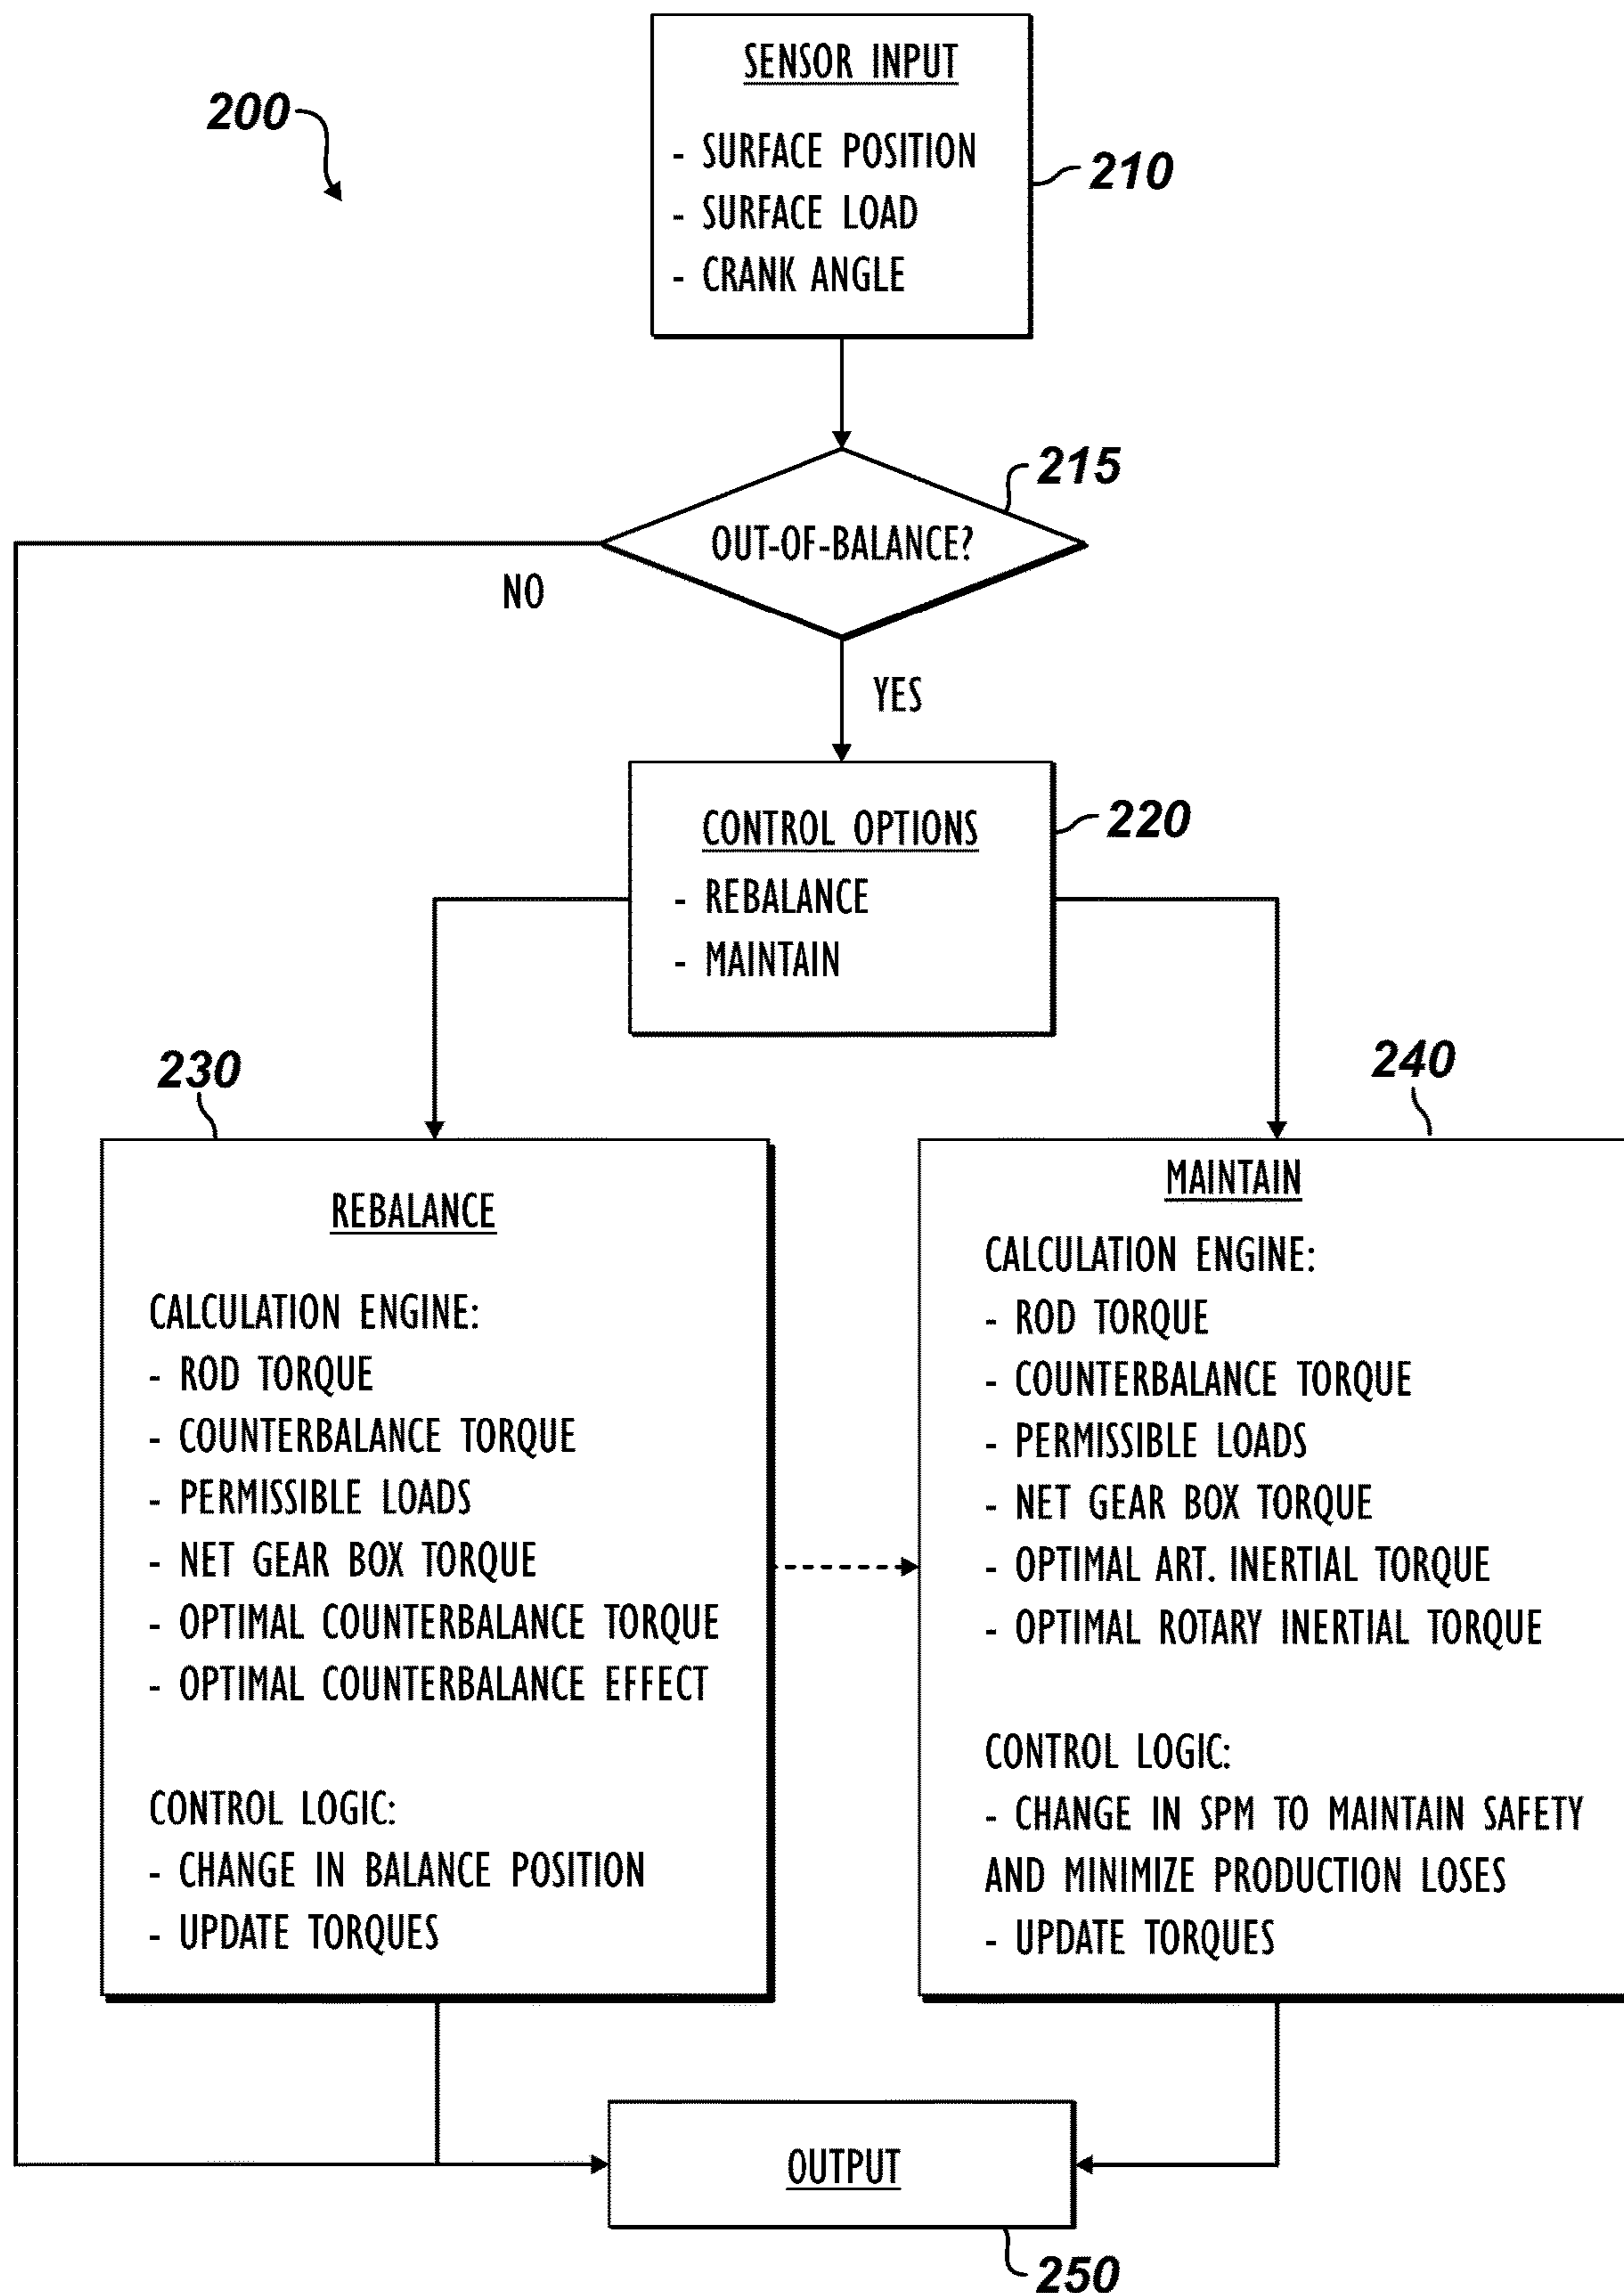 200
SENSOR INPUT
- SURFACE POSITION
- SURFACE LOAD
- CRANK ANGLE
210
215
OUT-OF-BALANCE?
NO
YES
220
CONTROL OPTIONS
- REBALANCE
- MAINTAIN
230
REBALANCE
CALCULATION ENGINE:
- ROD TORQUE
- COUNTERBALANCE TORQUE
- PERMISSIBLE LOADS
- NET GEAR BOX TORQUE
- OPTIMAL COUNTERBALANCE TORQUE
- OPTIMAL COUNTERBALANCE EFFECT
CONTROL LOGIC:
- CHANGE IN BALANCE POSITION
- UPDATE TORQUES
240
MAINTAIN
CALCULATION ENGINE:
- ROD TORQUE
- COUNTERBALANCE TORQUE
- PERMISSIBLE LOADS
- NET GEAR BOX TORQUE
- OPTIMAL ART. INERTIAL TORQUE
- OPTIMAL ROTARY INERTIAL TORQUE
CONTROL LOGIC:
- CHANGE IN SPM TO MAINTAIN SAFETY
AND MINIMIZE PRODUCTION LOSES
- UPDATE TORQUES
OUTPUT
250